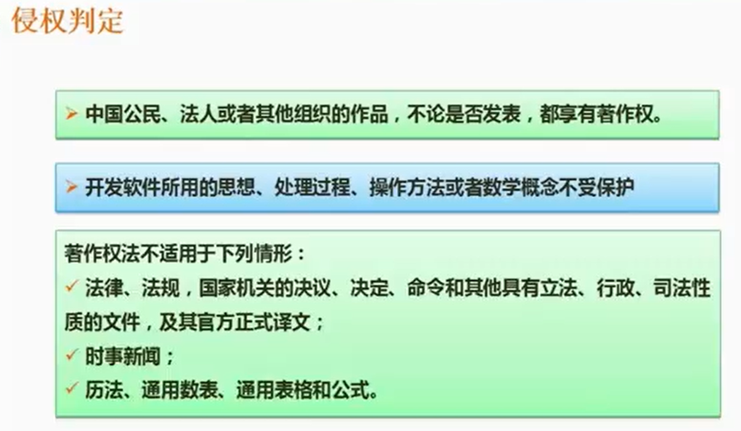 侵权判定
➢ 中国公民、法人或者其他组织的作品，不论是否发表，都享有著作权。
➢ 开发软件所用的思想、处理过程、操作方法或者数学概念不受保护
著作权法不适用于下列情形：
✓ 法律、法规，国家机关的决议、决定、命令和其他具有立法、行政、司法性
质的文件，及其官方正式译文；
✓ 时事新闻；
✓ 历法、通用数表、通用表格和公式。